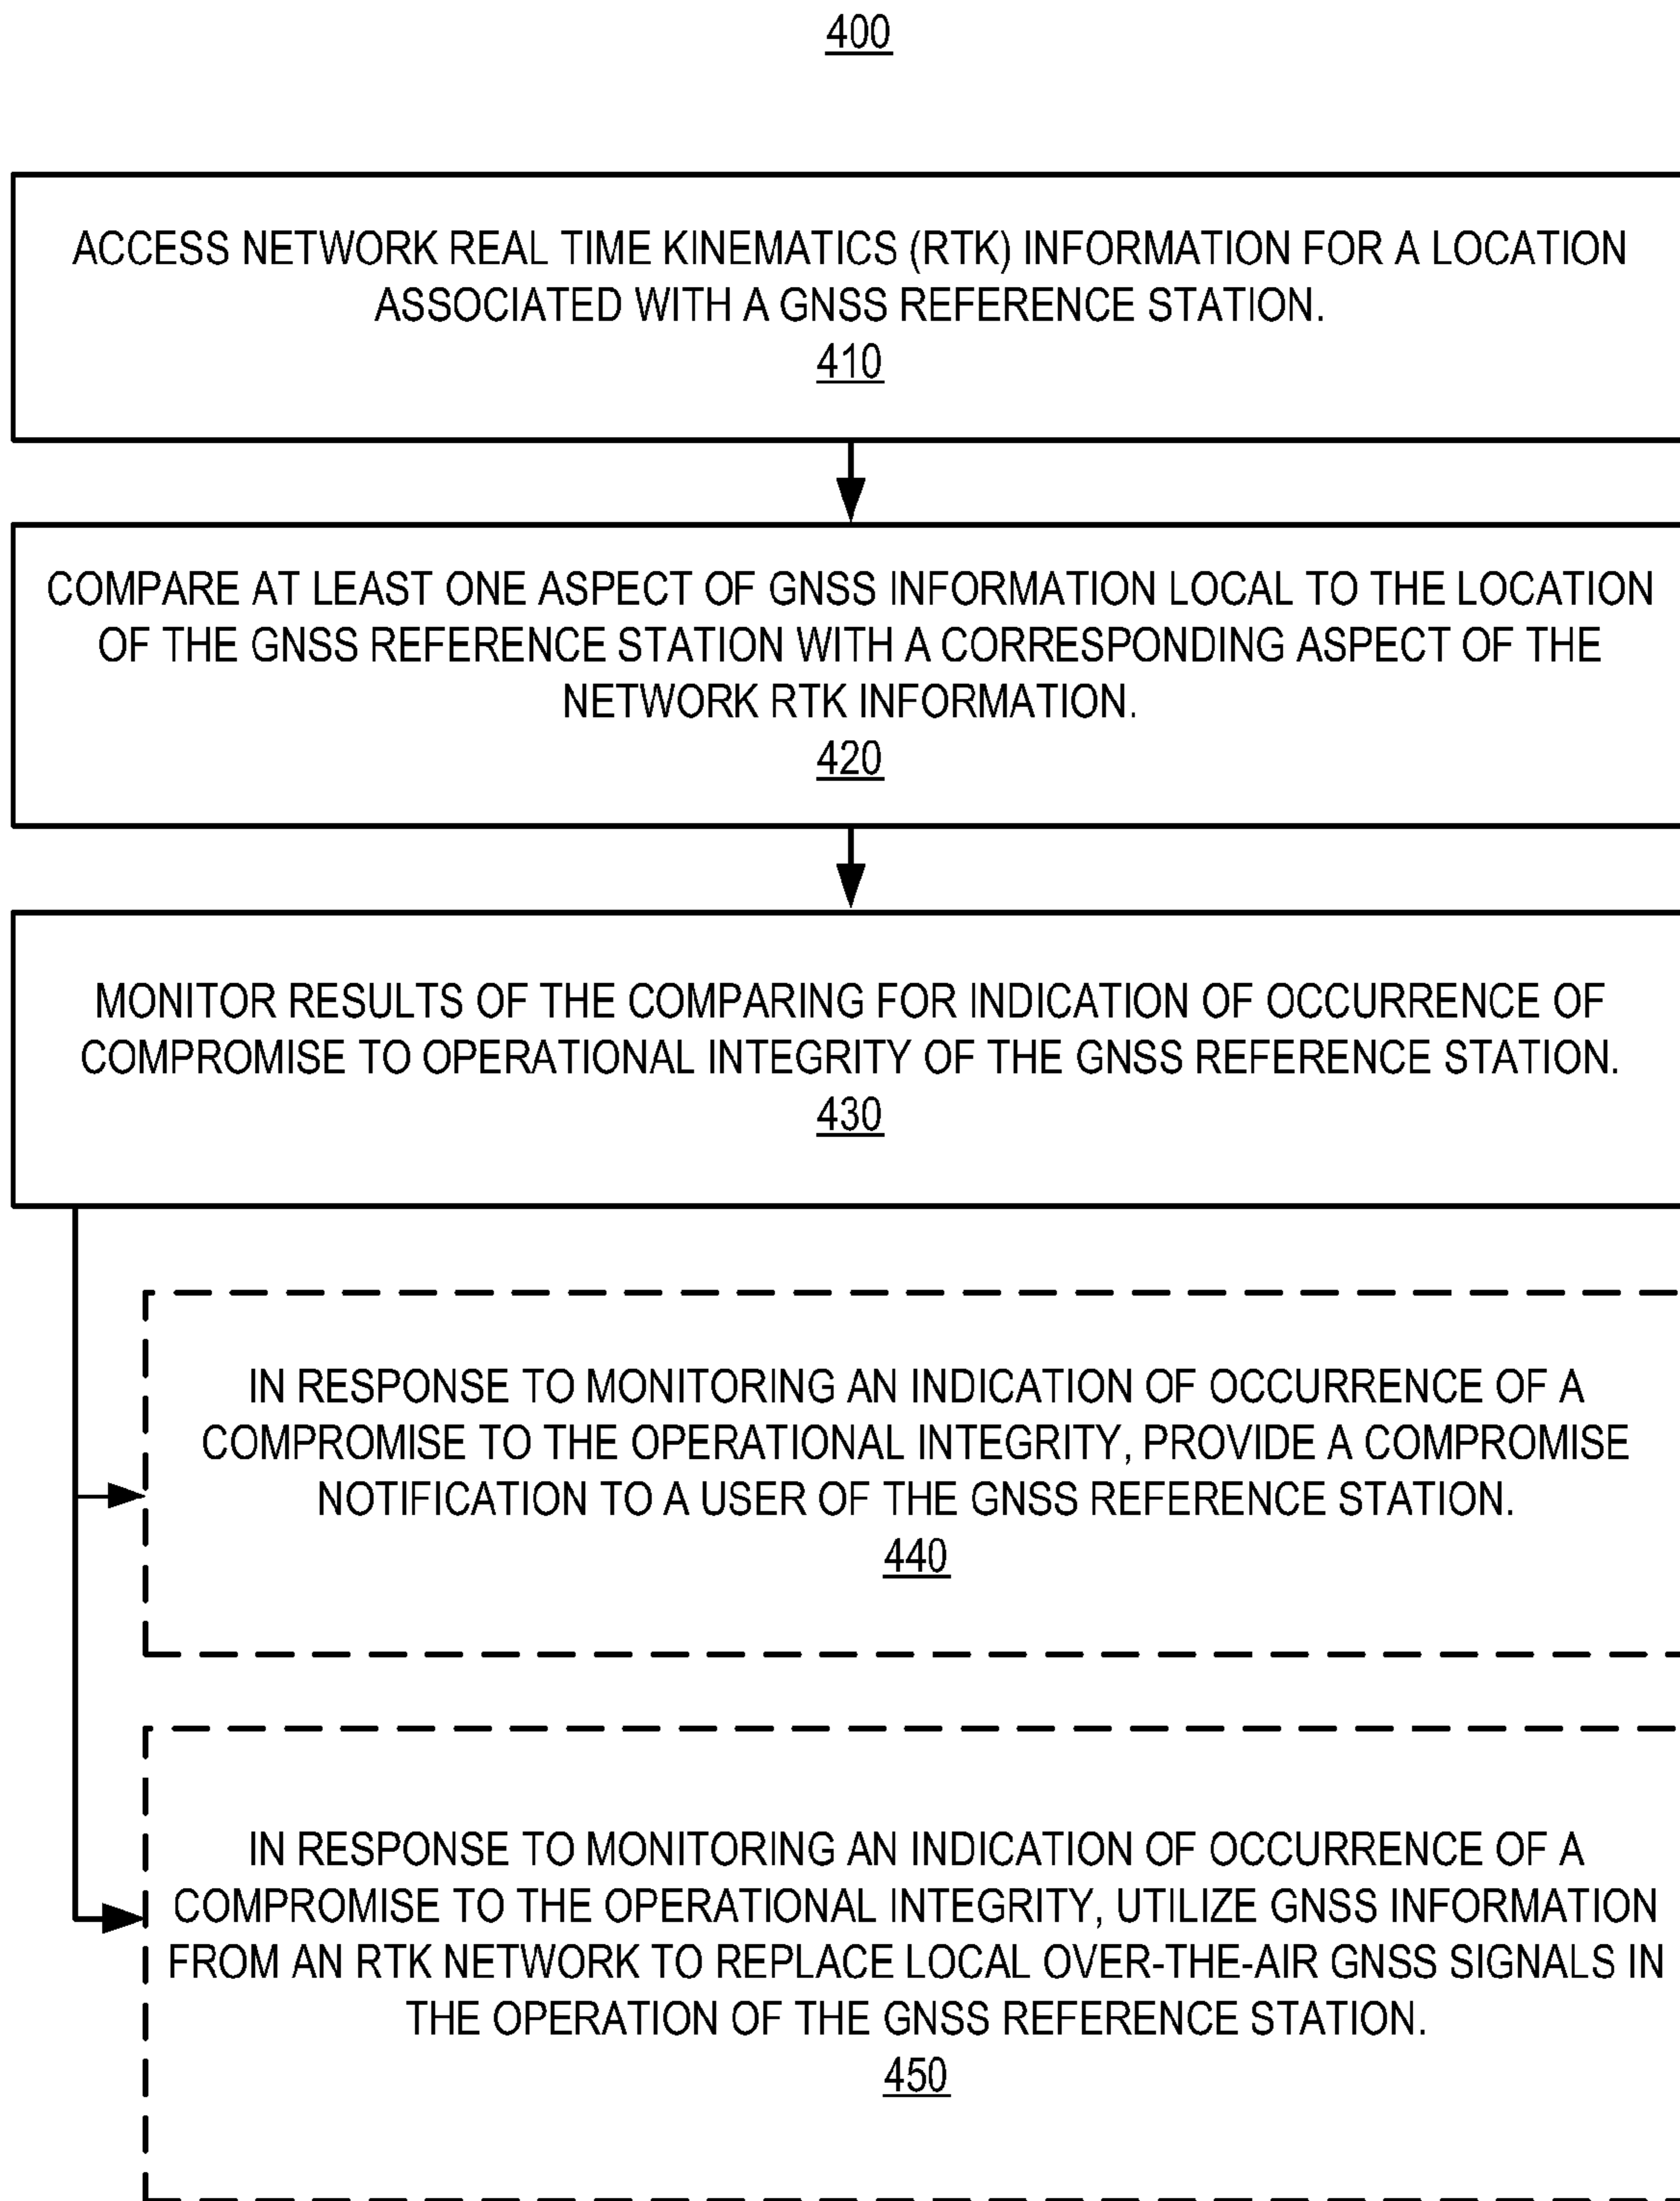 400
ACCESS NETWORK REAL TIME KINEMATICS (RTK) INFORMATION FOR A LOCATION
ASSOCIATED WITH A GNSS REFERENCE STATION.
410
COMPARE AT LEAST ONE ASPECT OF GNSS INFORMATION LOCAL TO THE LOCATION
OF THE GNSS REFERENCE STATION WITH A CORRESPONDING ASPECT OF THE
NETWORK RTK INFORMATION.
420
MONITOR RESULTS OF THE COMPARING FOR INDICATION OF OCCURRENCE OF
COMPROMISE TO OPERATIONAL INTEGRITY OF THE GNSS REFERENCE STATION.
430
IN RESPONSE TO MONITORING AN INDICATION OF OCCURRENCE OF A
COMPROMISE TO THE OPERATIONAL INTEGRITY, PROVIDE A COMPROMISE
NOTIFICATION TO A USER OF THE GNSS REFERENCE STATION.
440
IN RESPONSE TO MONITORING AN INDICATION OF OCCURRENCE OF A
COMPROMISE TO THE OPERATIONAL INTEGRITY, UTILIZE GNSS INFORMATION
FROM AN RTK NETWORK TO REPLACE LOCAL OVER-THE-AIR GNSS SIGNALS IN
THE OPERATION OF THE GNSS REFERENCE STATION.
450